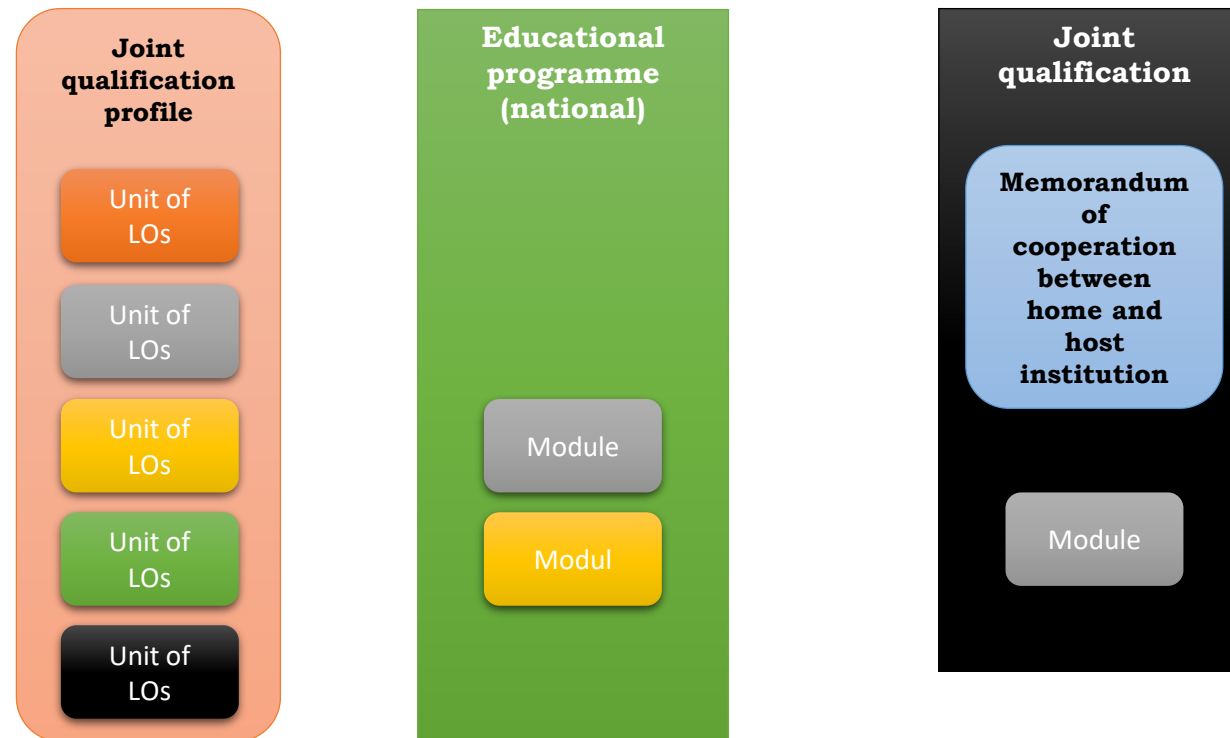 Joint
qualification
profile
Unit of
LOs
Unit of
LOs
Unit of
LOs
Unit of
LOs
Unit of
LOs
Educational
programme
(national)
Module
Modul
Joint
qualification
Memorandum
of
cooperation
between
home and
host
institution
Module